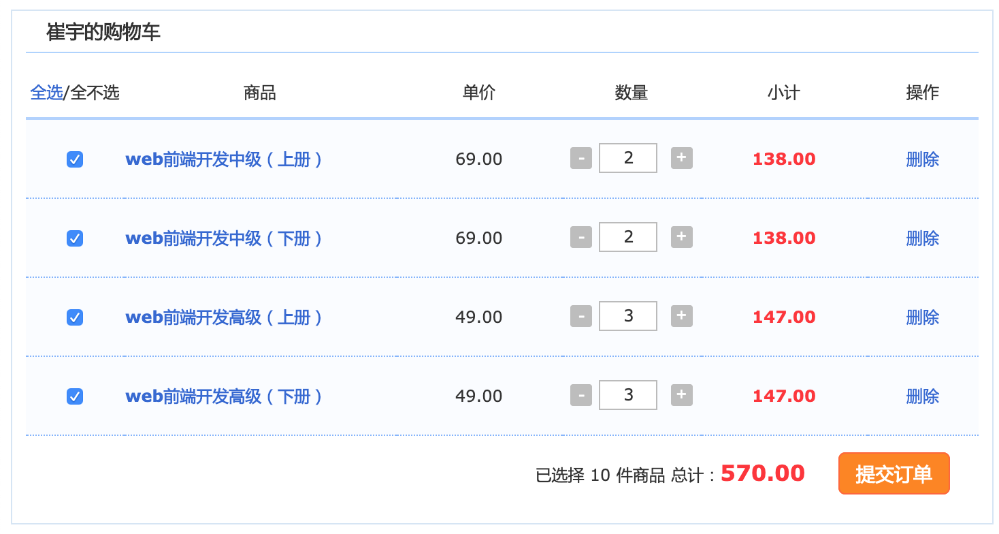 崔宇的购物车
全选/全不选 商品 单价 数量 小计 操作
web前端开发中级（上册） 69.00 - 2 + 138.00 删除
web前端开发中级（下册） 69.00 - 2 + 138.00 删除
web前端开发高级（上册） 49.00 - 3 + 147.00 删除
web前端开发高级（下册） 49.00 - 3 + 147.00 删除
已选择 10 件商品 总计：570.00 提交订单